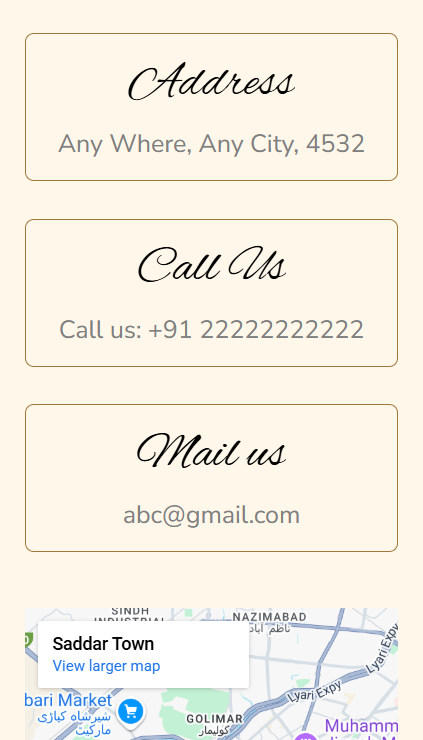 Address
Any Where, Any City, 4532
Call Us
Call us: +91 22222222222
Mail us
abc@gmail.com
SINDH
INDUSTRIAL
NAZIMABAD
ناظم آباد
Saddar Town
View larger map
Lyari Expy
Lyari Expy
bari Market
شیرشاہ کباڑی
مارکیٹ
GOLIMAR
گولیمار
Muhamm